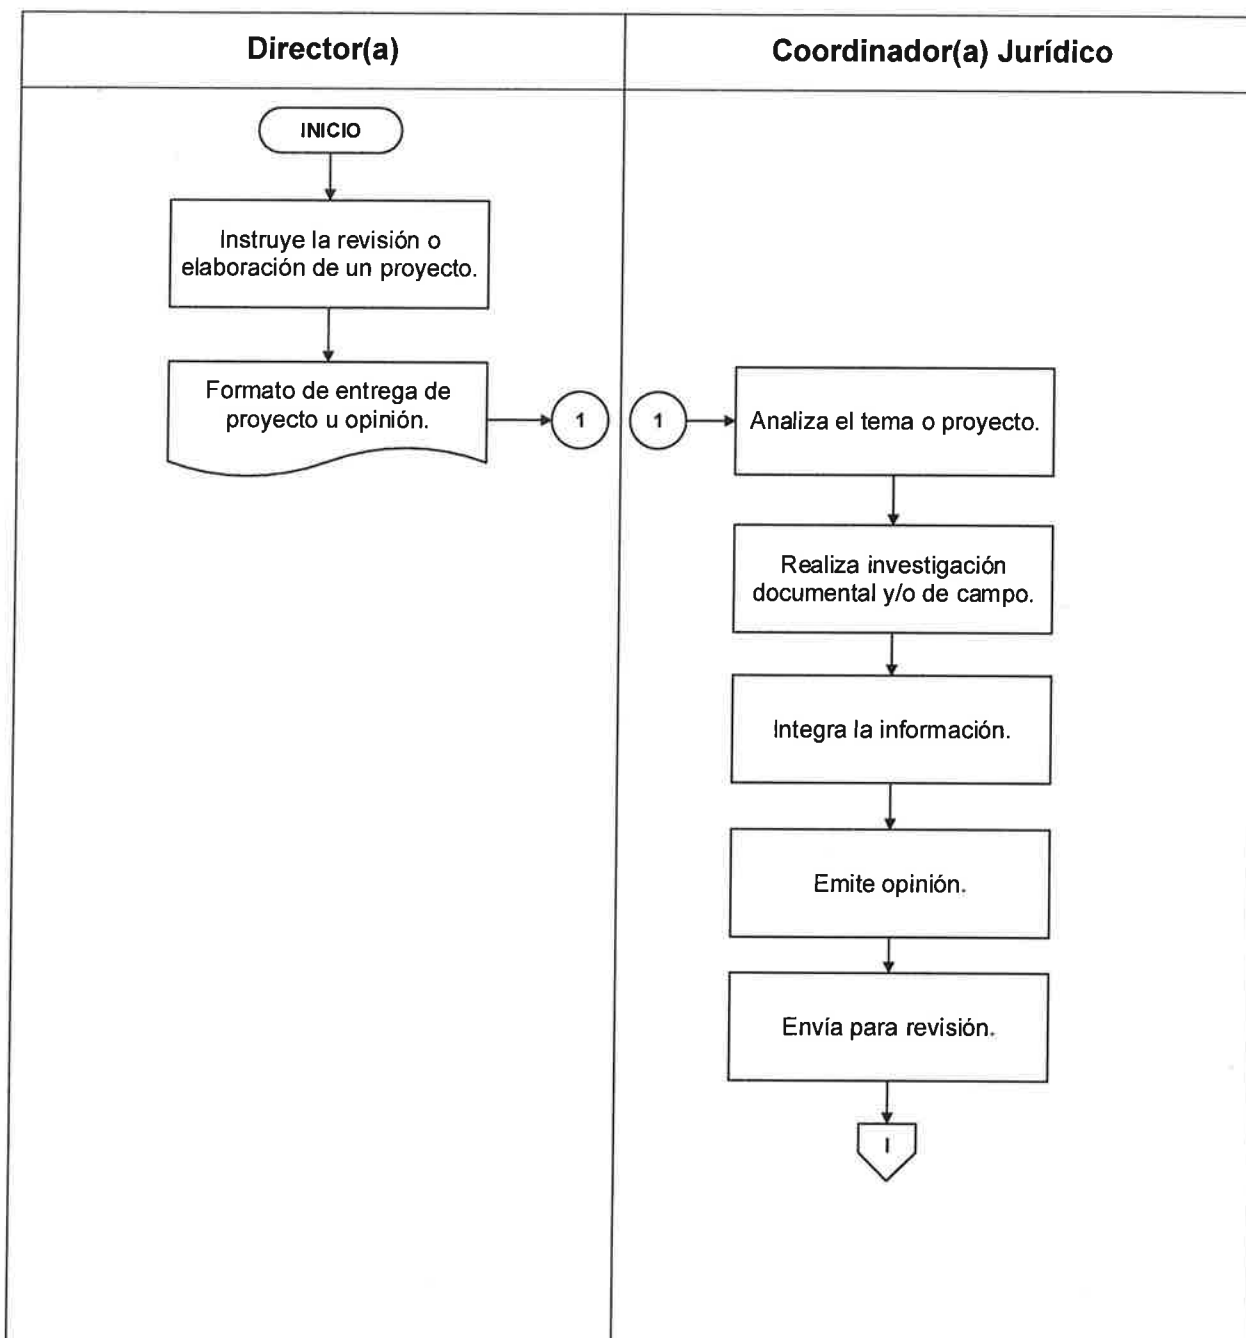 Director(a)
Coordinador(a) Jurídico
INICIO
Instruye la revisión o
elaboración de un proyecto.
Formato de entrega de
proyecto u opinión.
1
1
Analiza el tema o proyecto.
Realiza investigación
documental y/o de campo.
Integra la información.
Emite opinión.
Envía para revisión.
I